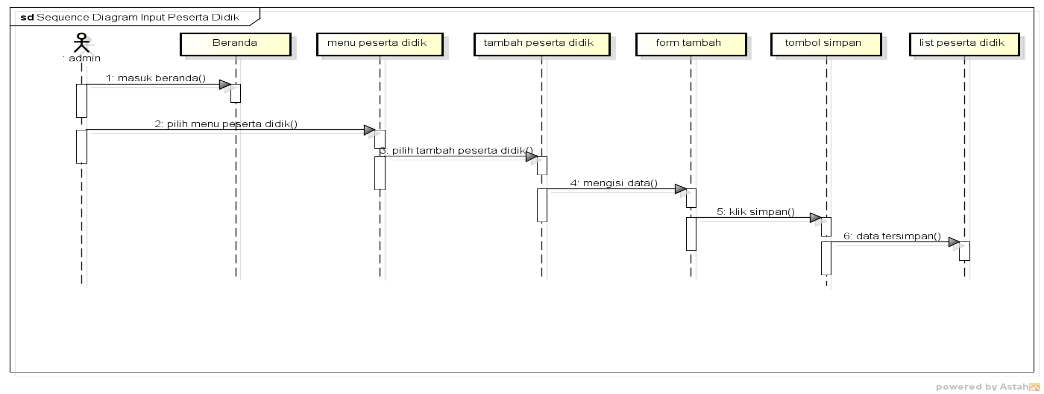 sd Sequence Diagram Input Peserta Didik
: admin
Beranda
menu peserta didik
tambah peserta didik
form tambah
tombol simpan
list peserta didik
1: masuk beranda()
2: pilih menu peserta didik()
3: pilih tambah peserta didik()
4: mengisi data()
5: klik simpan()
6: data tersimpan()
powered by Astah